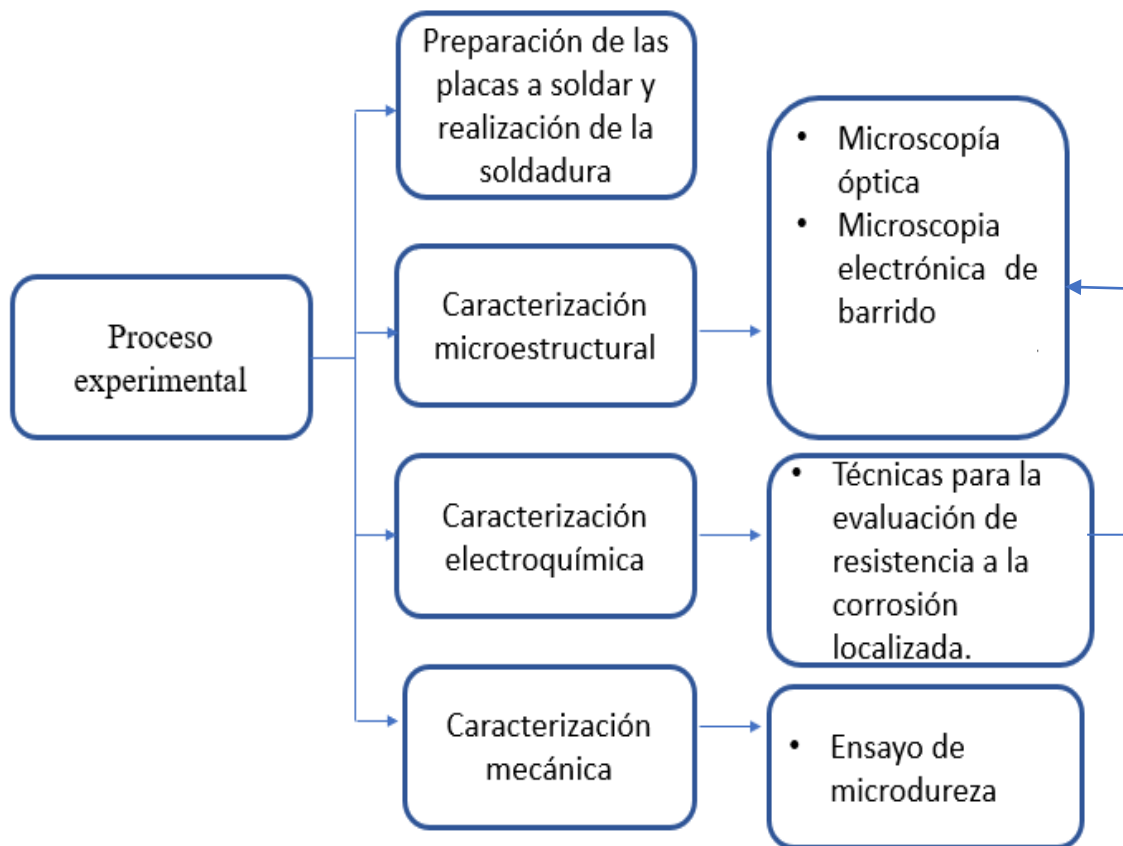 Preparación de las
placas a soldar y
realización de la
soldadura
• Microscopía
óptica
• Microscopia
electrónica de
barrido
.
Proceso
experimental
Caracterización
microestructural
Caracterización
electroquímica
• Técnicas para la
evaluación de
resistencia a la
corrosión
localizada.
Caracterización
mecánica
• Ensayo de
microdureza